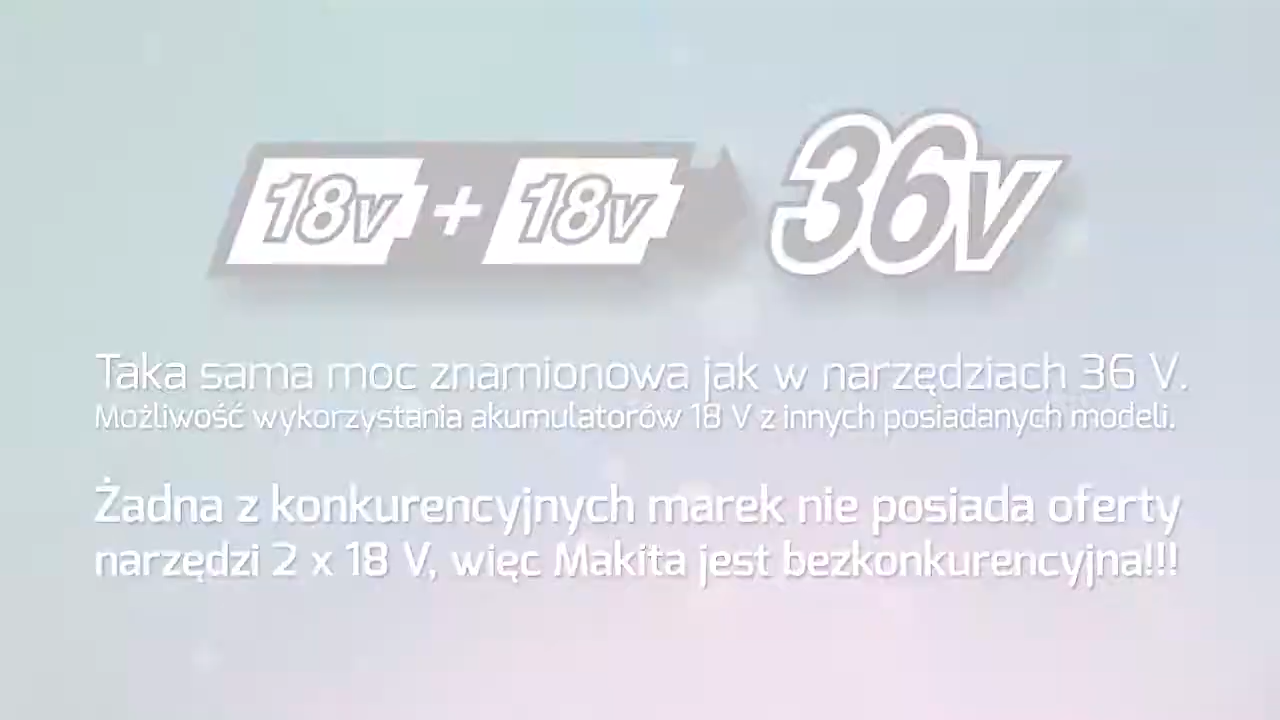 18v + 18v 36v
Taka sama moc znamionowa jak w narzędziach 36 V.
Możliwość wykorzystania akumulatorów 18 V z innych posiadanych modeli.
Żadna z konkurencyjnych marek nie posiada oferty
narzędzi 2 x 18 V, więc Makita jest bezkonkurencyjna!!!